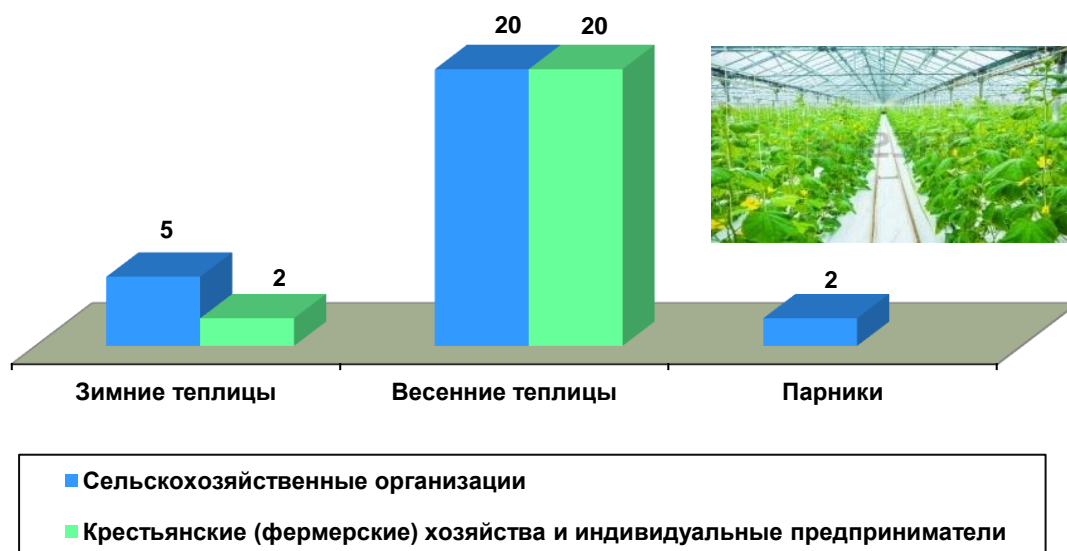 20 20
5
2
2
Зимние теплицы Весенние теплицы Парники
Сельскохозяйственные организации
Крестьянские (фермерские) хозяйства и индивидуальные предприниматели